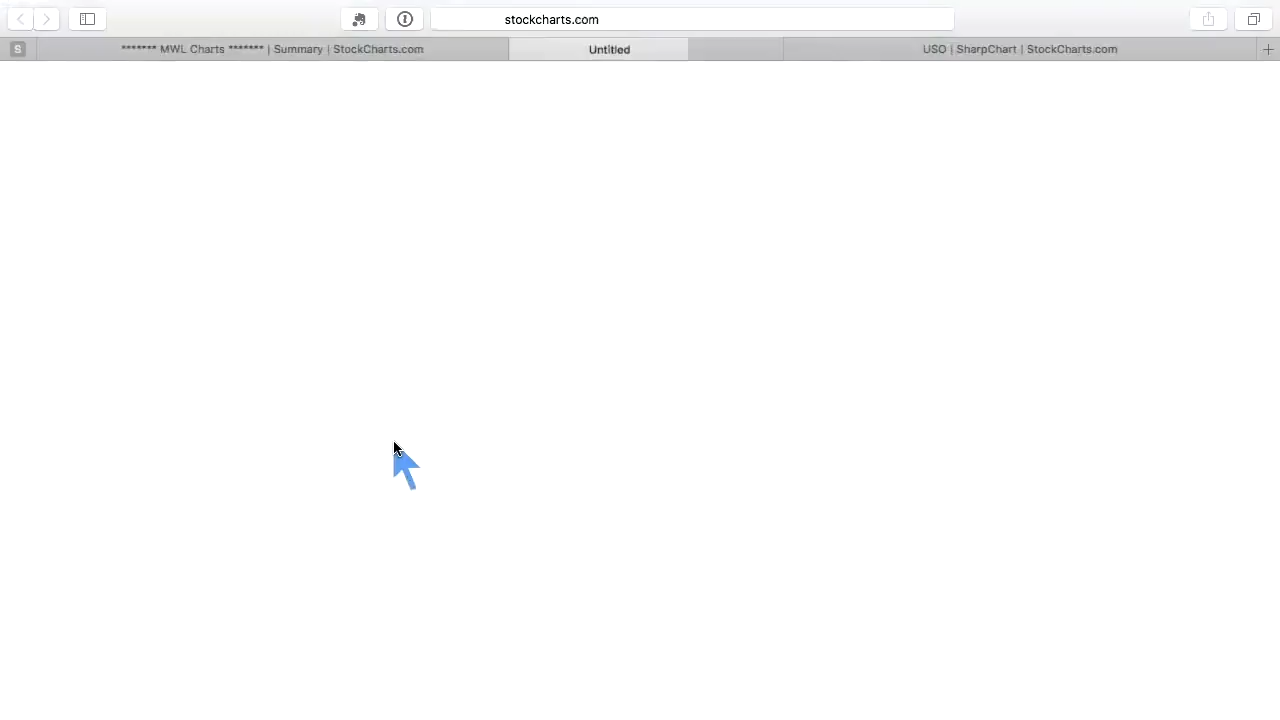 stockcharts.com
S
******* MWL Charts ******* | Summary | StockCharts.com
Untitled
USO | SharpChart | StockCharts.com